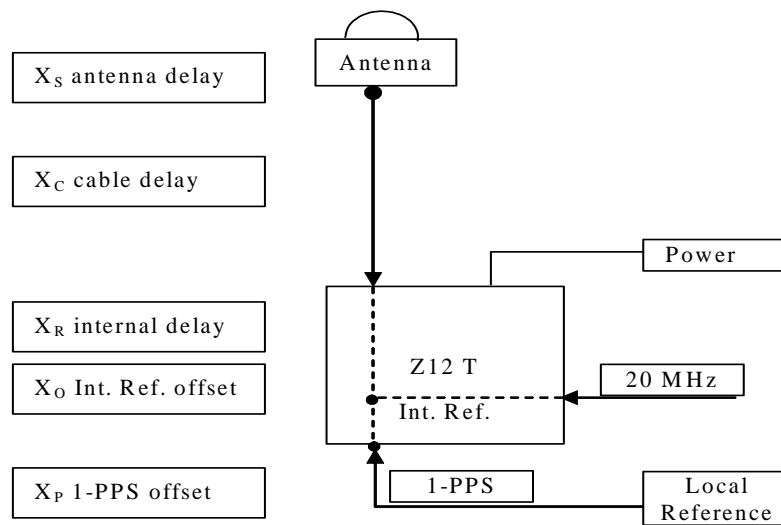 Antenna
X_S antenna delay
X_C cable delay
Power
X_R internal delay
Z12 T
X_O Int. Ref. offset
20 MHz
Int. Ref.
X_P 1-PPS offset
1-PPS
Local
Reference